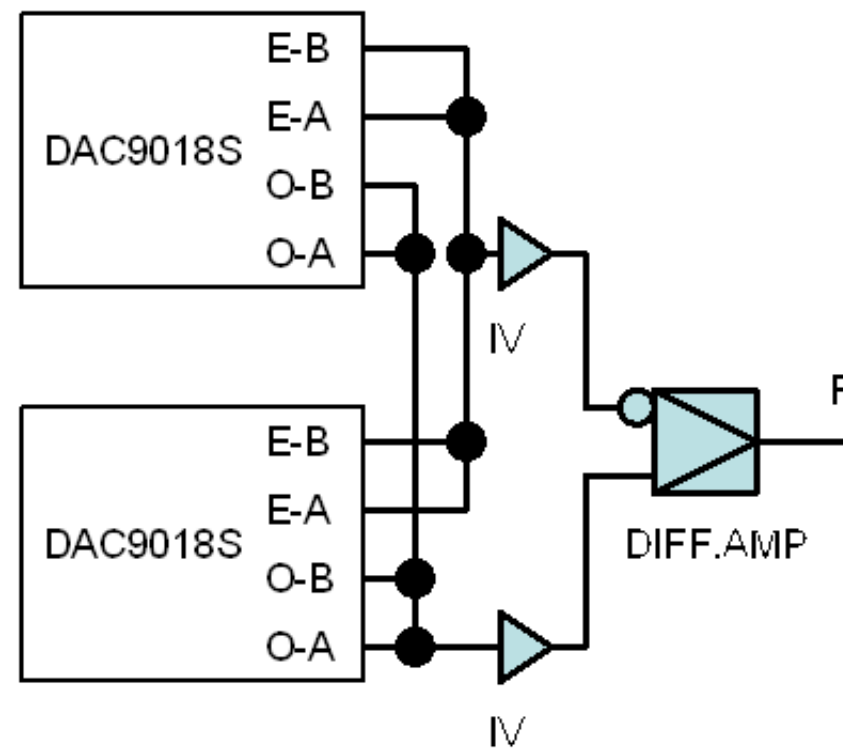 E-B
E-A
DAC9018S
O-B
O-A
IV
E-B
E-A
DAC9018S
O-B
O-A
DIFF.AMP
IV